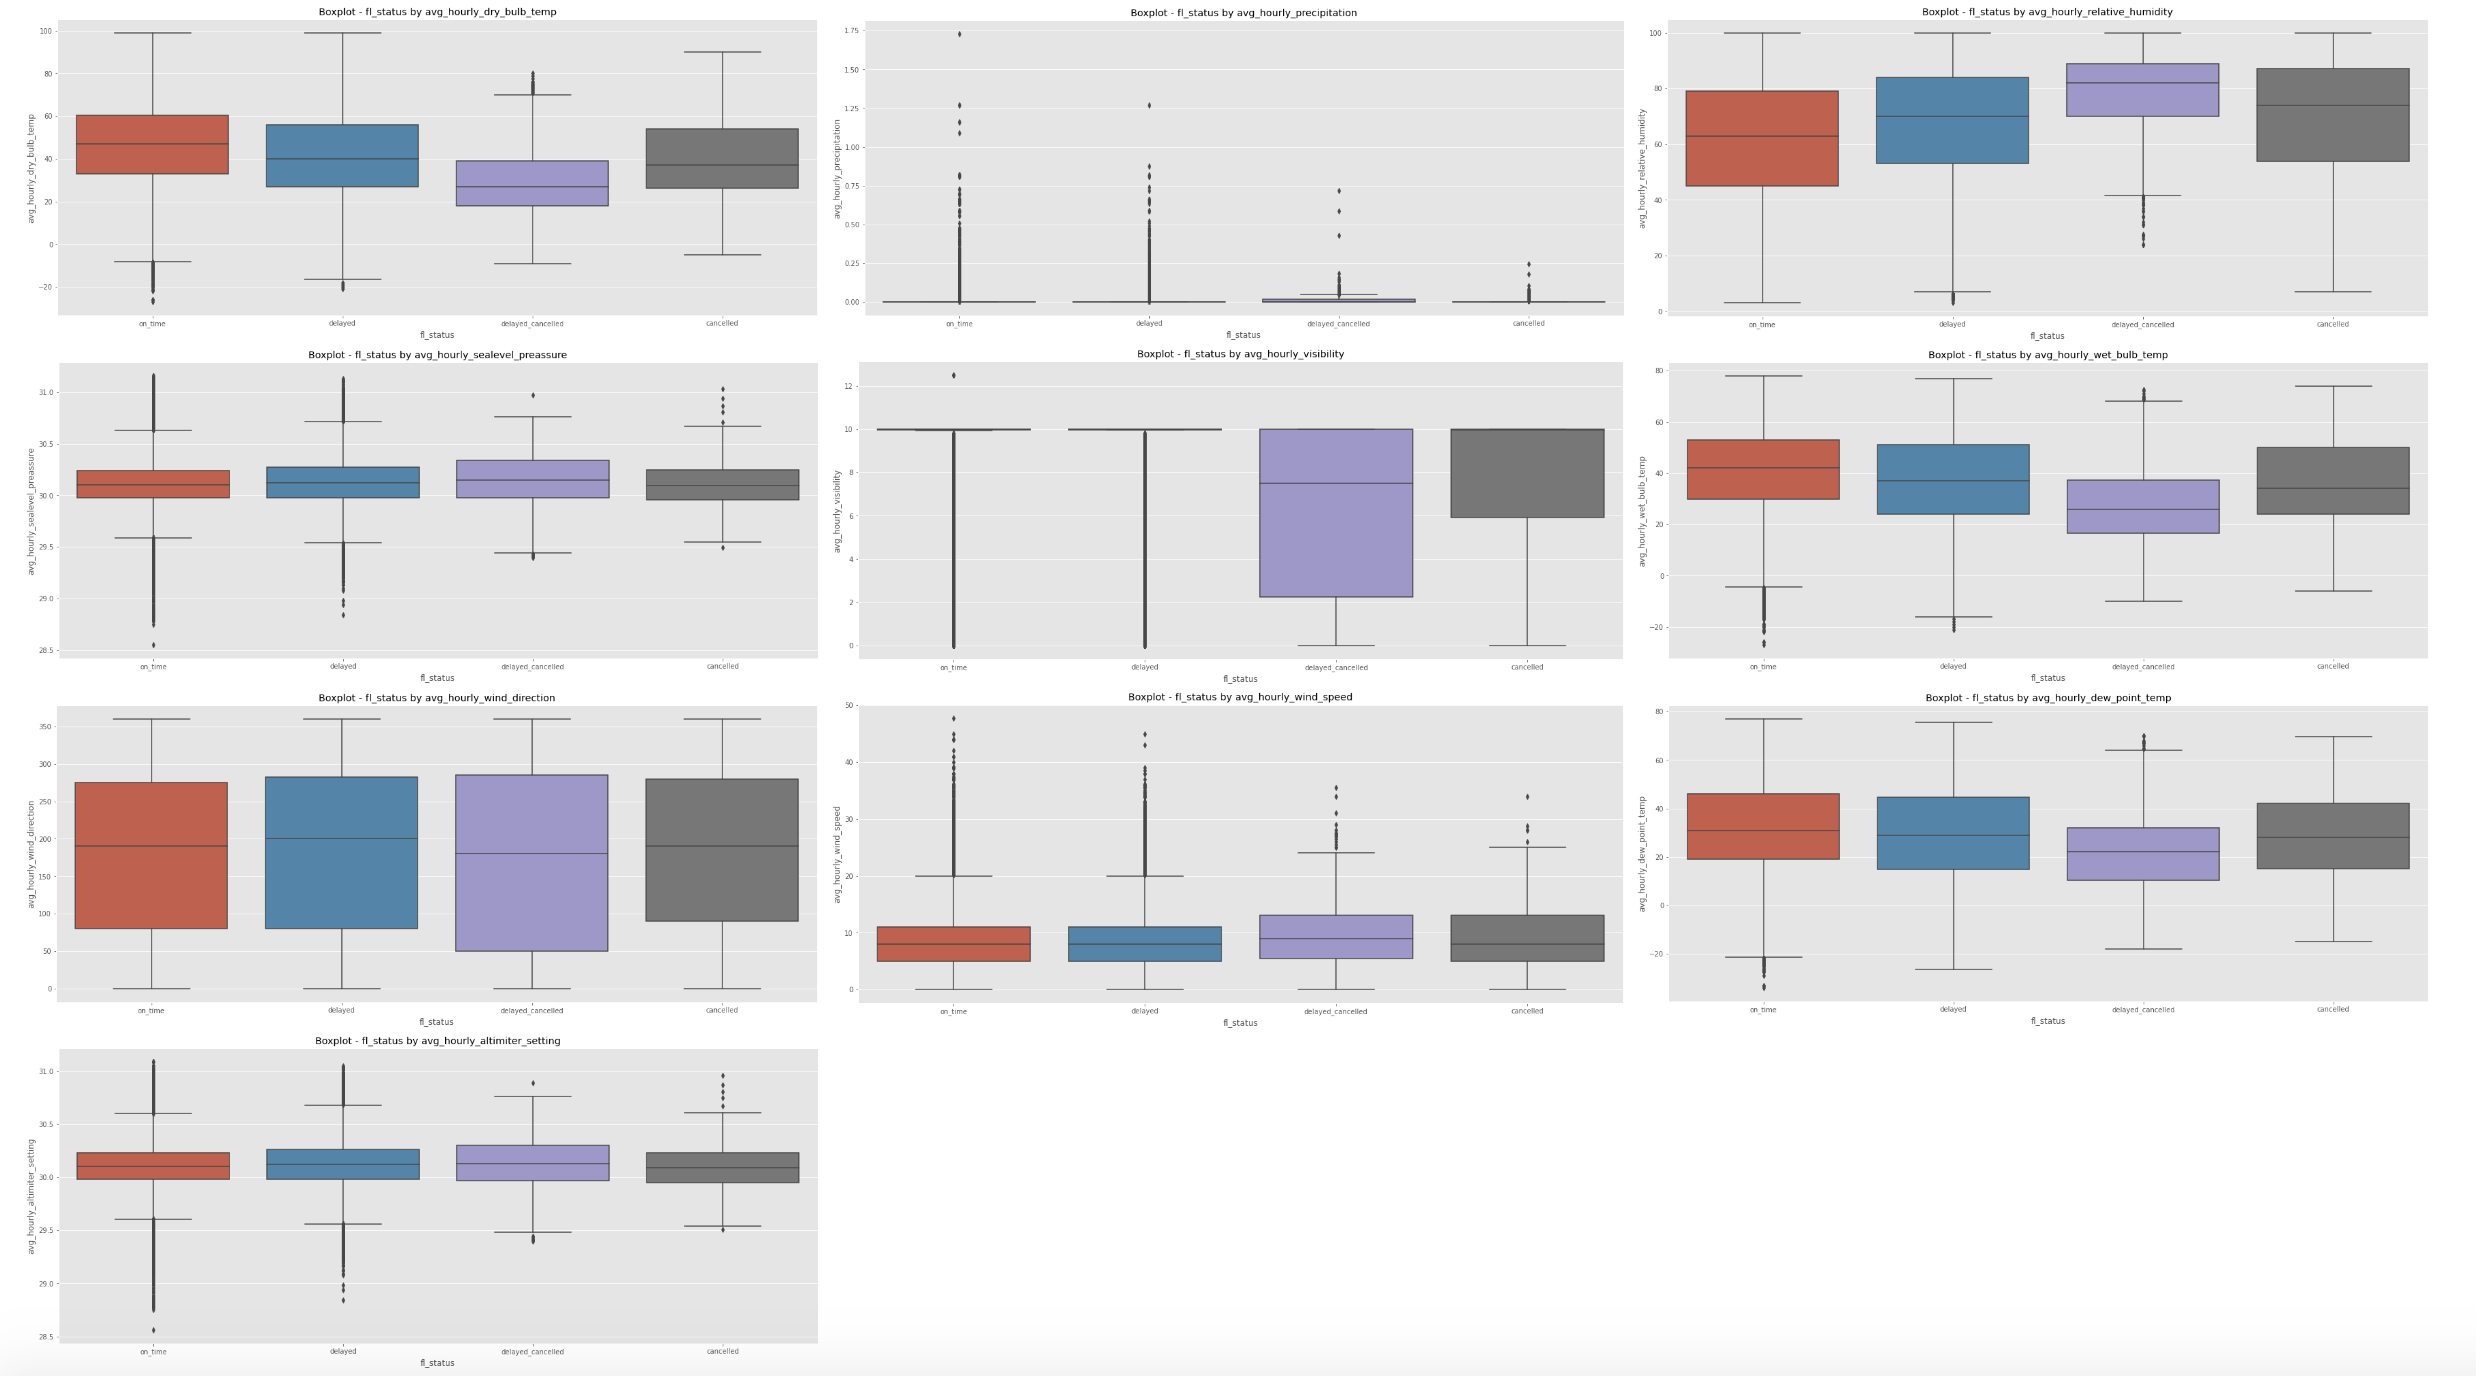 Boxplot - fl_status by avg_hourly_dry_bulb_temp
avg_hourly_dry_bulb_temp
100
80
60
40
20
0
−20
on_time delayed delayed_cancelled cancelled
fl_status
Boxplot - fl_status by avg_hourly_precipitation
avg_hourly_precipitation
1.75
1.50
1.25
1.00
0.75
0.50
0.25
0.00
on_time delayed delayed_cancelled cancelled
fl_status
Boxplot - fl_status by avg_hourly_relative_humidity
avg_hourly_relative_humidity
100
80
60
40
20
0
on_time delayed delayed_cancelled cancelled
fl_status
Boxplot - fl_status by avg_hourly_sealevel_preassure
avg_hourly_sealevel_preassure
31.0
30.5
30.0
29.5
29.0
28.5
on_time delayed delayed_cancelled cancelled
fl_status
Boxplot - fl_status by avg_hourly_visibility
avg_hourly_visibility
12
10
8
6
4
2
0
on_time delayed delayed_cancelled cancelled
fl_status
Boxplot - fl_status by avg_hourly_wet_bulb_temp
avg_hourly_wet_bulb_temp
80
60
40
20
0
−20
on_time delayed delayed_cancelled cancelled
fl_status
Boxplot - fl_status by avg_hourly_wind_direction
avg_hourly_wind_direction
350
300
250
200
150
100
50
0
on_time delayed delayed_cancelled cancelled
fl_status
Boxplot - fl_status by avg_hourly_wind_speed
avg_hourly_wind_speed
50
40
30
20
10
0
on_time delayed delayed_cancelled cancelled
fl_status
Boxplot - fl_status by avg_hourly_dew_point_temp
avg_hourly_dew_point_temp
80
60
40
20
0
−20
on_time delayed delayed_cancelled cancelled
fl_status
Boxplot - fl_status by avg_hourly_altimiter_setting
avg_hourly_altimiter_setting
31.0
30.5
30.0
29.5
29.0
28.5
on_time delayed delayed_cancelled cancelled
fl_status